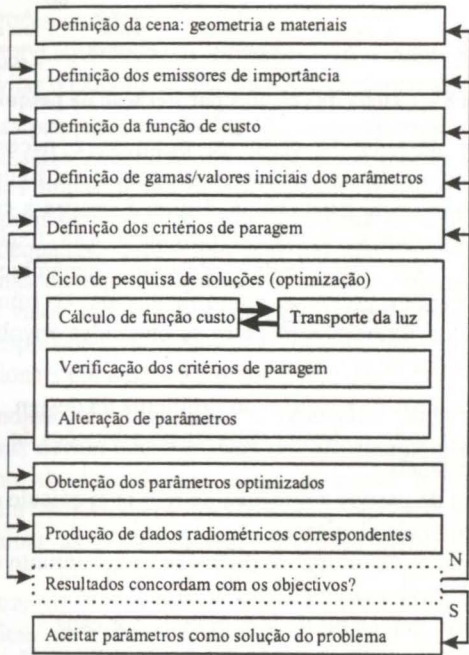 Definição da cena: geometria e materiais
Definição dos emissores de importância
Definição da função de custo
Definição de gamas/valores iniciais dos parâmetros
Definição dos critérios de paragem
Ciclo de pesquisa de soluções (optimização)
Cálculo de função custo
Transporte da luz
Verificação dos critérios de paragem
Alteração de parâmetros
Obtenção dos parâmetros optimizados
Produção de dados radiométricos correspondentes
N
Resultados concordam com os objectivos?
S
Aceitar parâmetros como solução do problema